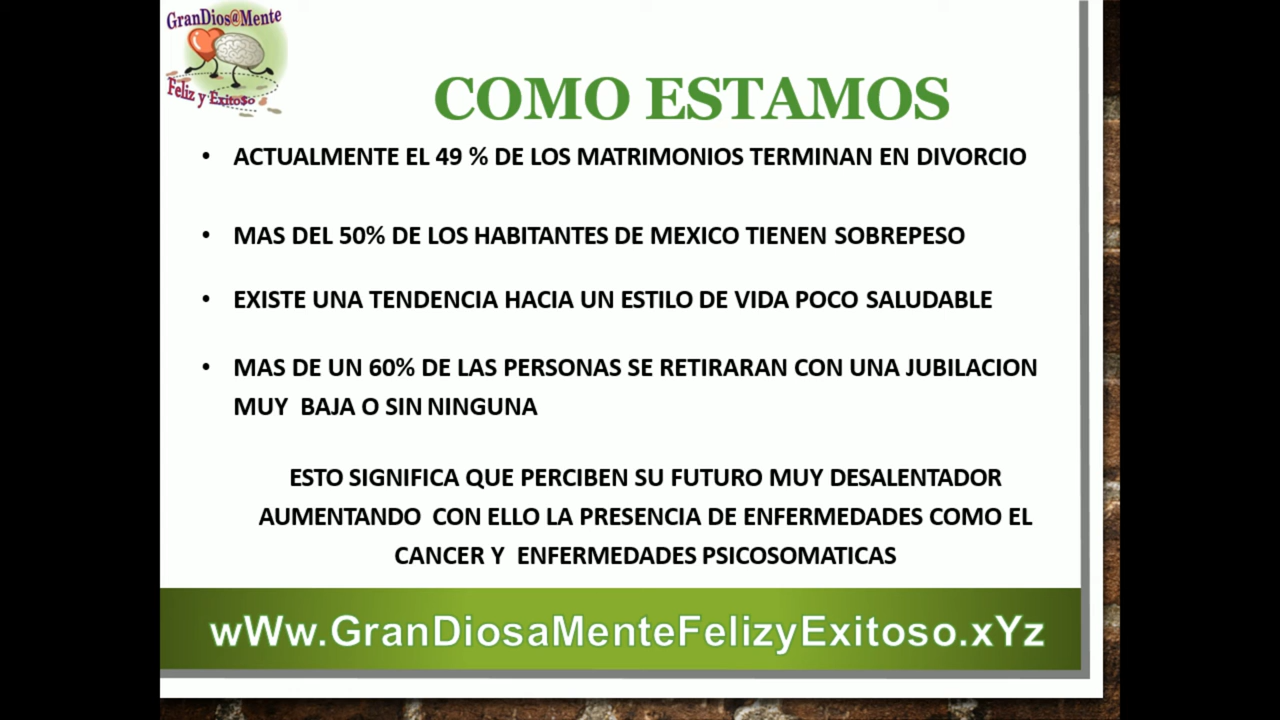 GranDios@Mente
Feliz y Exitoso
COMO ESTAMOS
• ACTUALMENTE EL 49 % DE LOS MATRIMONIOS TERMINAN EN DIVORCIO
• MAS DEL 50% DE LOS HABITANTES DE MEXICO TIENEN SOBREPESO
• EXISTE UNA TENDENCIA HACIA UN ESTILO DE VIDA POCO SALUDABLE
• MAS DE UN 60% DE LAS PERSONAS SE RETIRARAN CON UNA JUBILACION
MUY BAJA O SIN NINGUNA
ESTO SIGNIFICA QUE PERCIBEN SU FUTURO MUY DESALENTADOR
AUMENTANDO CON ELLO LA PRESENCIA DE ENFERMEDADES COMO EL
CANCER Y ENFERMEDADES PSICOSOMATICAS
wWw.GranDiosaMenteFelizyExitoso.xYz